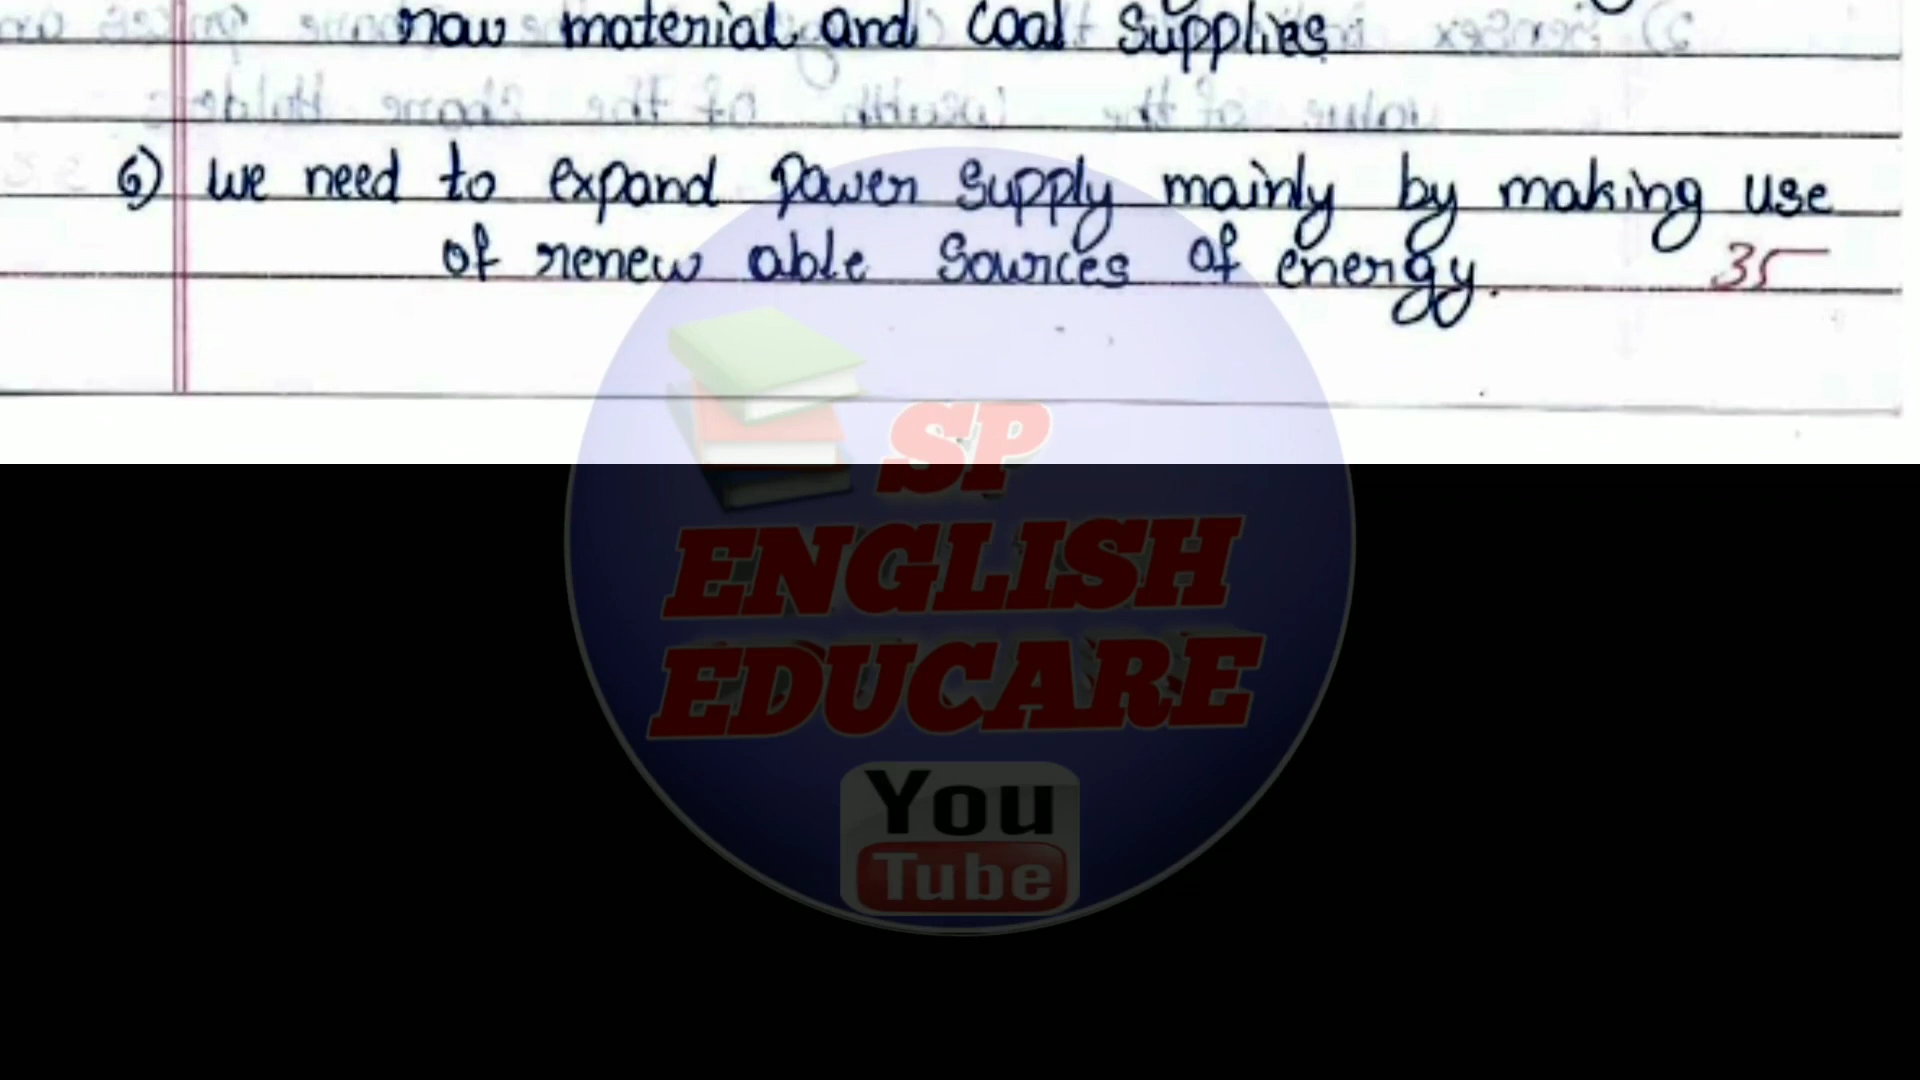 raw material and Coal Supplies.
6) we need to expand power Supply mainly by making use
of renew able Sources of energy.
35
SP
ENGLISH
EDUCARE
You
Tube